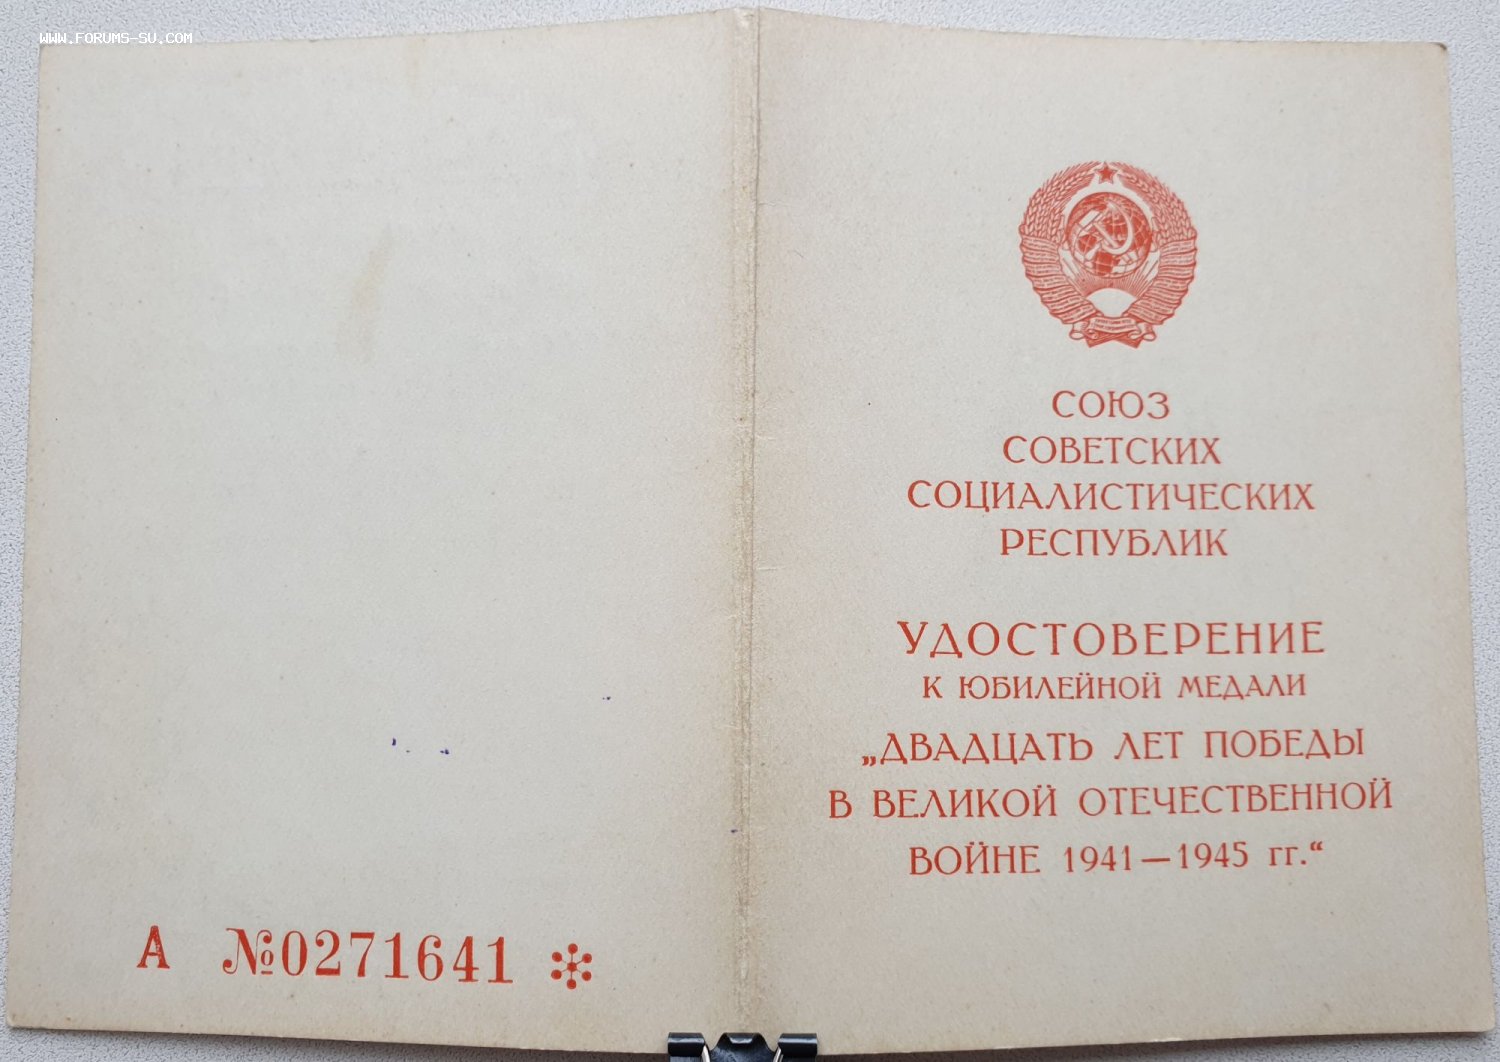 WWW.FORUMS-SU.COM
А №0271641
СОЮЗ
СОВЕТСКИХ
СОЦИАЛИСТИЧЕСКИХ
РЕСПУБЛИК
УДОСТОВЕРЕНИЕ
К ЮБИЛЕЙНОЙ МЕДАЛИ
„ДВАДЦАТЬ ЛЕТ ПОБЕДЫ
В ВЕЛИКОЙ ОТЕЧЕСТВЕННОЙ
ВОЙНЕ 1941—1945 гг.“